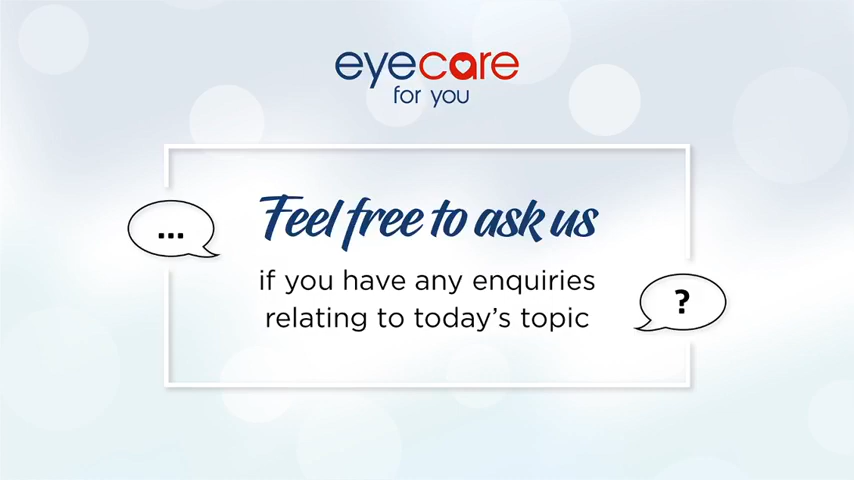 eyecare
for you
Feel free to ask us
...
if you have any enquiries
?
relating to today's topic